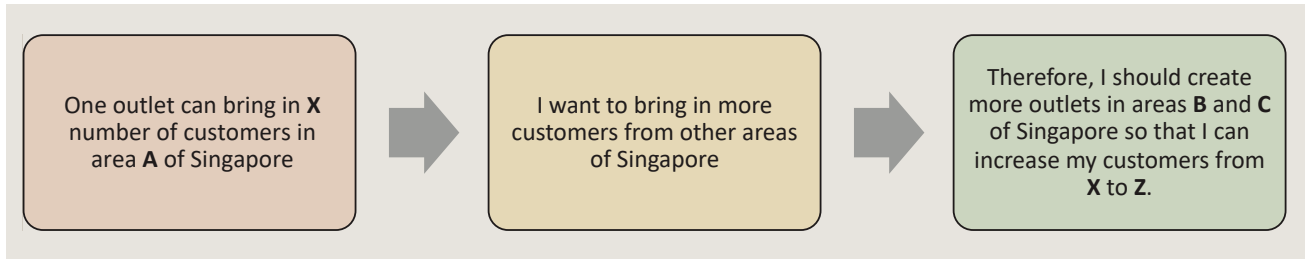 One outlet can bring in X
number of customers in
area A of Singapore
I want to bring in more
customers from other areas
of Singapore
Therefore, I should create
more outlets in areas B and C
of Singapore so that I can
increase my customers from
X to Z.